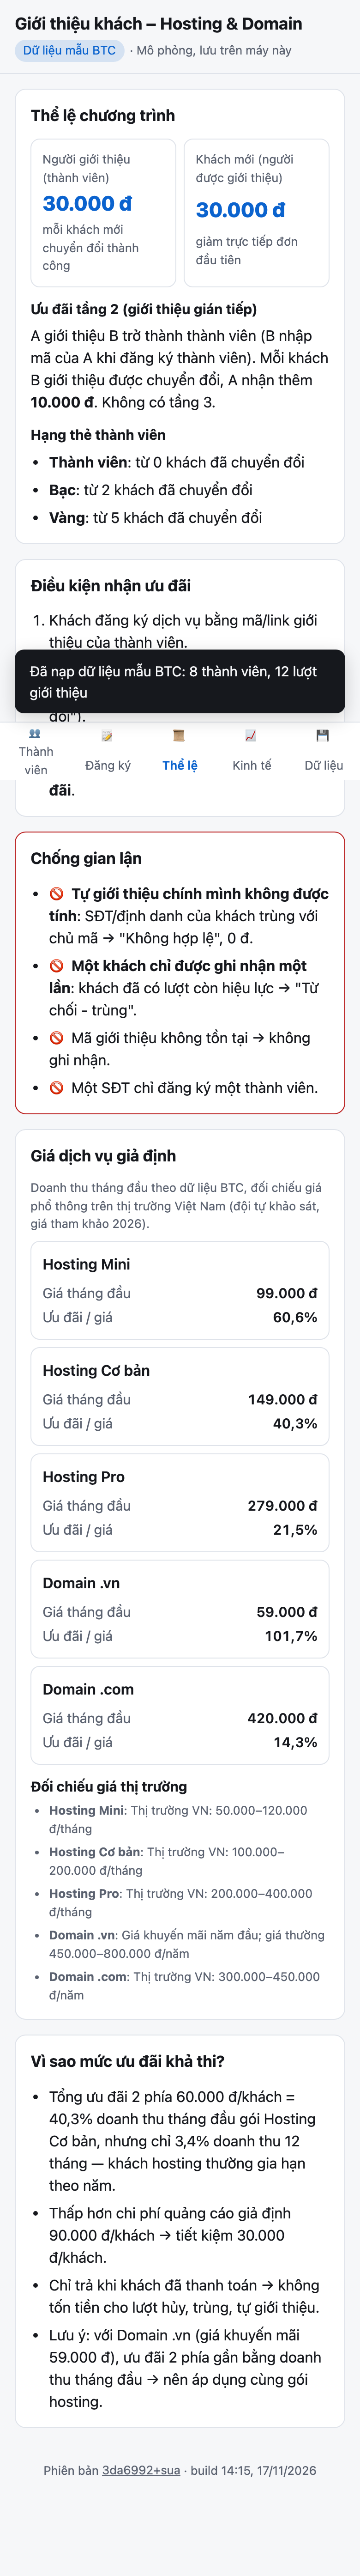 Giới thiệu khách – Hosting & Domain
Dữ liệu mẫu BTC · Mô phỏng, lưu trên máy này
Thể lệ chương trình
Người giới thiệu
(thành viên)
30.000 đ
mỗi khách mới
chuyển đổi thành
công
Khách mới (người
được giới thiệu)
30.000 đ
giảm trực tiếp đơn
đầu tiên
Ưu đãi tầng 2 (giới thiệu gián tiếp)
A giới thiệu B trở thành thành viên (B nhập
mã của A khi đăng ký thành viên). Mỗi khách
B giới thiệu được chuyển đổi, A nhận thêm
10.000 đ. Không có tầng 3.
Hạng thẻ thành viên
• Thành viên: từ 0 khách đã chuyển đổi
• Bạc: từ 2 khách đã chuyển đổi
• Vàng: từ 5 khách đã chuyển đổi
Điều kiện nhận ưu đãi
1. Khách đăng ký dịch vụ bằng mã/link giới
thiệu của thành viên.
Đã nạp dữ liệu mẫu BTC: 8 thành viên, 12 lượt
giới thiệu
đổi").
Thành
viên
Đăng ký
Thể lệ
Kinh tế
Dữ liệu
đãi.
Chống gian lận
• 🚫 Tự giới thiệu chính mình không được
tính: SĐT/định danh của khách trùng với
chủ mã → "Không hợp lệ", 0 đ.
• 🚫 Một khách chỉ được ghi nhận một
lần: khách đã có lượt còn hiệu lực → "Từ
chối - trùng".
• 🚫 Mã giới thiệu không tồn tại → không
ghi nhận.
• 🚫 Một SĐT chỉ đăng ký một thành viên.
Giá dịch vụ giả định
Doanh thu tháng đầu theo dữ liệu BTC, đối chiếu giá
phổ thông trên thị trường Việt Nam (đội tự khảo sát,
giá tham khảo 2026).
Hosting Mini
Giá tháng đầu 99.000 đ
Ưu đãi / giá 60,6%
Hosting Cơ bản
Giá tháng đầu 149.000 đ
Ưu đãi / giá 40,3%
Hosting Pro
Giá tháng đầu 279.000 đ
Ưu đãi / giá 21,5%
Domain .vn
Giá tháng đầu 59.000 đ
Ưu đãi / giá 101,7%
Domain .com
Giá tháng đầu 420.000 đ
Ưu đãi / giá 14,3%
Đối chiếu giá thị trường
• Hosting Mini: Thị trường VN: 50.000–120.000
đ/tháng
• Hosting Cơ bản: Thị trường VN: 100.000–
200.000 đ/tháng
• Hosting Pro: Thị trường VN: 200.000–400.000
đ/tháng
• Domain .vn: Giá khuyến mãi năm đầu; giá thường
450.000–800.000 đ/năm
• Domain .com: Thị trường VN: 300.000–450.000
đ/năm
Vì sao mức ưu đãi khả thi?
• Tổng ưu đãi 2 phía 60.000 đ/khách =
40,3% doanh thu tháng đầu gói Hosting
Cơ bản, nhưng chỉ 3,4% doanh thu 12
tháng — khách hosting thường gia hạn
theo năm.
• Thấp hơn chi phí quảng cáo giả định
90.000 đ/khách → tiết kiệm 30.000
đ/khách.
• Chỉ trả khi khách đã thanh toán → không
tốn tiền cho lượt hủy, trùng, tự giới thiệu.
• Lưu ý: với Domain .vn (giá khuyến mãi
59.000 đ), ưu đãi 2 phía gần bằng doanh
thu tháng đầu → nên áp dụng cùng gói
hosting.
Phiên bản 3da6992+sua · build 14:15, 17/11/2026